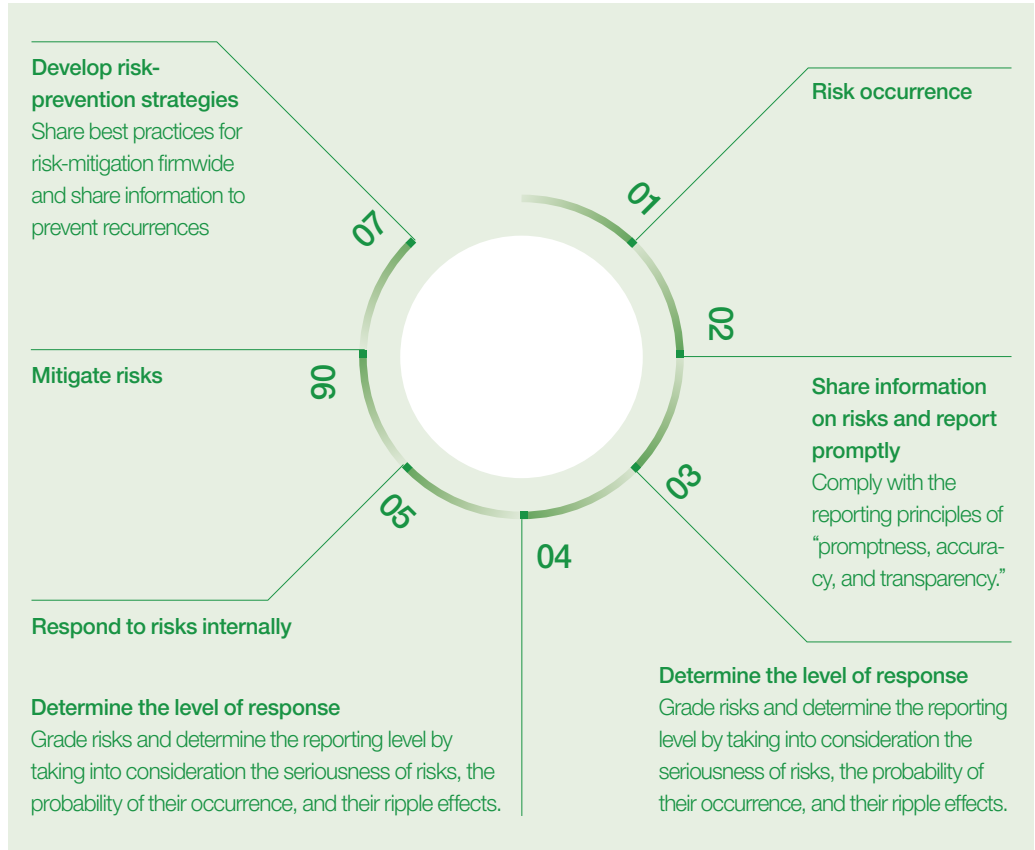 01
Risk occurrence
02
Share information
on risks and report
promptly
Comply with the
reporting principles of
“promptness, accura-
cy, and transparency.”
03
Determine the level of response
Grade risks and determine the reporting
level by taking into consideration the
seriousness of risks, the probability of
their occurrence, and their ripple effects.
04
Determine the level of response
Grade risks and determine the reporting level by
taking into consideration the seriousness of risks, the
probability of their occurrence, and their ripple effects.
05
Respond to risks internally
06
Mitigate risks
07
Develop risk-
prevention strategies
Share best practices for
risk-mitigation firmwide
and share information to
prevent recurrences